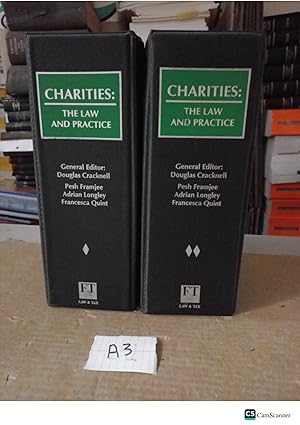 CHARITIES:
THE LAW
AND PRACTICE
General Editor:
Douglas Cracknell
Pesh Framjee
Adrian Longley
Francesca Quint
FT
LAW & TAX
CHARITIES:
THE LAW
AND PRACTICE
General Editor:
Douglas Cracknell
Pesh Framjee
Adrian Longley
Francesca Quint
FT
LAW & TAX
A3
CS CamScanner